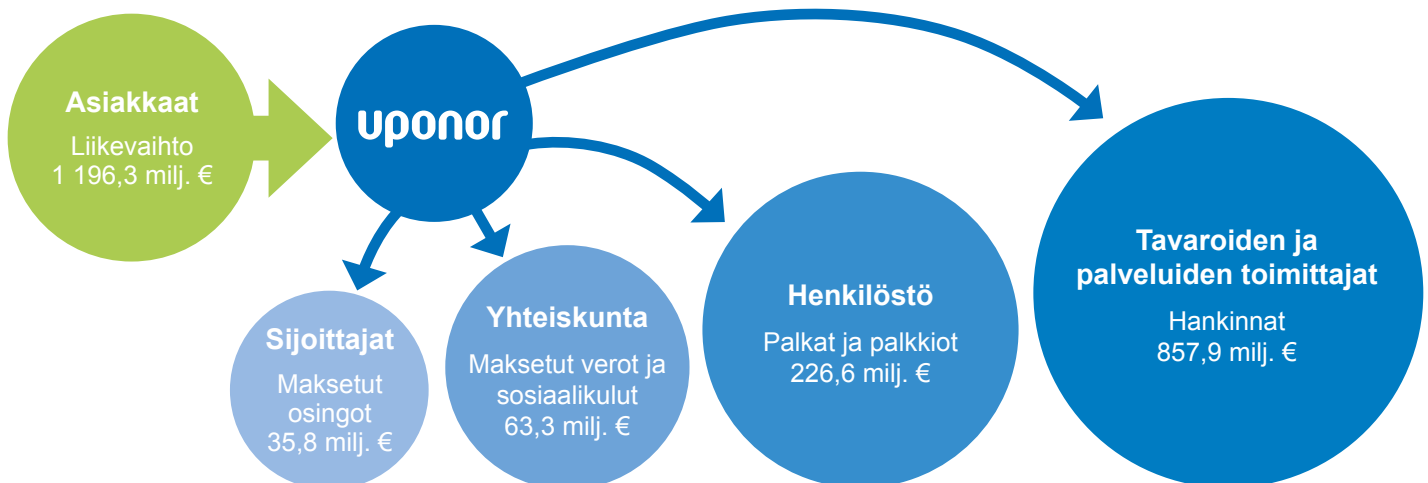 Asiakkaat
Liikevaihto
1 196,3 milj. €
uponor
Sijoittajat
Maksetut
osingot
35,8 milj. €
Yhteiskunta
Maksetut verot ja
sosiaalikulut
63,3 milj. €
Henkilöstö
Palkat ja palkkiot
226,6 milj. €
Tavaroiden ja
palveluiden toimittajat
Hankinnat
857,9 milj. €